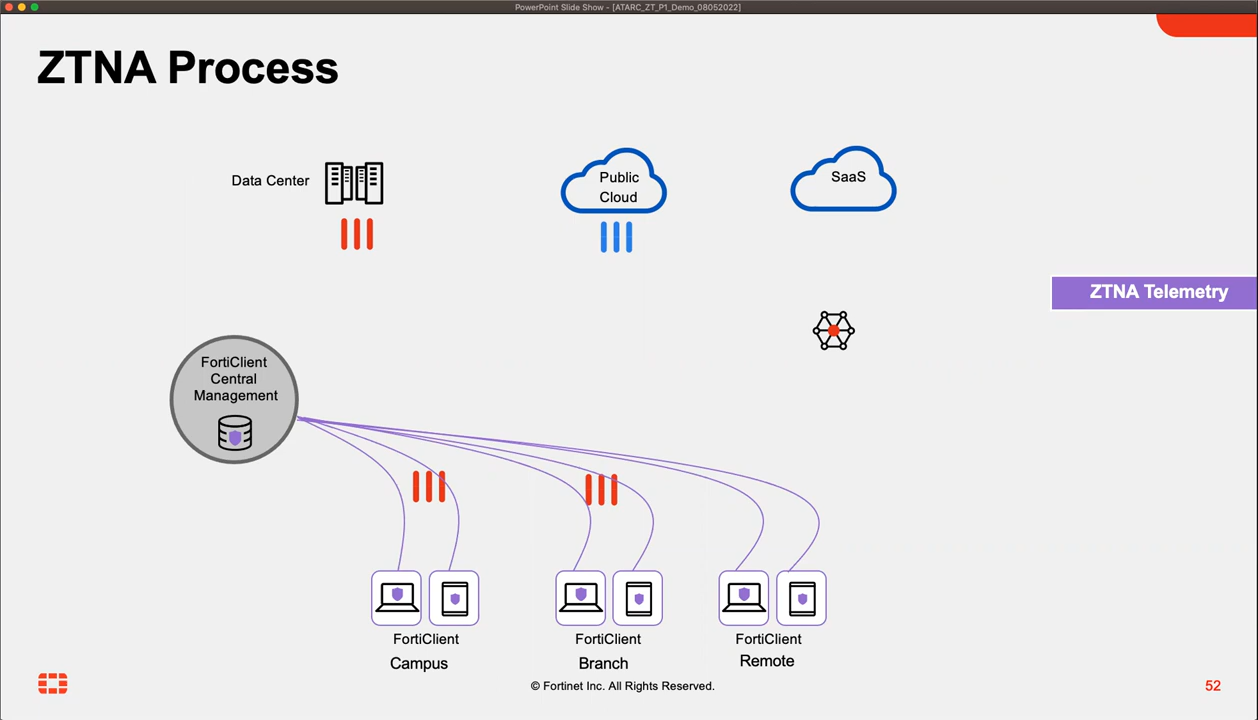 PowerPoint Slide Show - [ATARC_ZT_P1_Demo_08052022]
ZTNA Process
Data Center
Public
Cloud
SaaS
ZTNA Telemetry
FortiClient
Central
Management
FortiClient
Campus
FortiClient
Branch
FortiClient
Remote
© Fortinet Inc. All Rights Reserved.
52